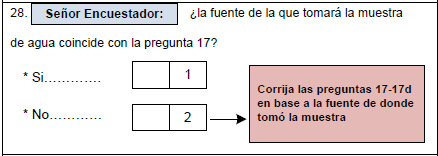 28. Señor Encuestador: ¿la fuente de la que tomará la muestra
de agua coincide con la pregunta 17?
* Si............. 1
* No............ 2
Corrija las preguntas 17-17d
en base a la fuente de donde
tomó la muestra